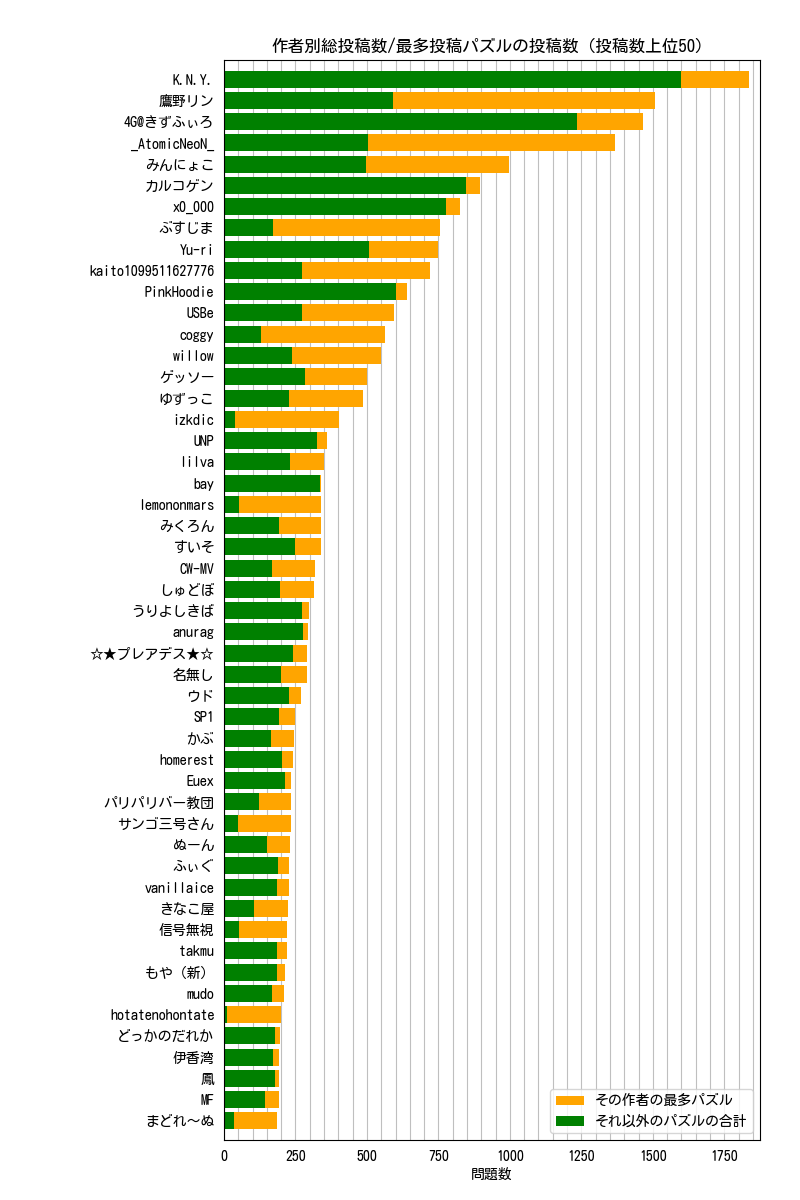 作者別総投稿数/最多投稿パズルの投稿数 (投稿数上位50)
K.N.Y.
鷹野リン
4G@きずふぃろ
_AtomicNeoN_
みんにょこ
カルコゲン
x0_000
ぶすじま
Yu-ri
kaito1099511627776
PinkHoodie
USBe
coggy
willow
ゲッソー
ゆずっこ
izkdic
UNP
lilva
bay
lemononmars
みくろん
すいそ
CW-MV
しゅどぼ
うりよしきば
anurag
☆★プレアデス★☆
名無し
ウド
SP1
かぶ
homerest
Euex
パリパリバー教団
サンゴ三号さん
ぬーん
ふぃぐ
vanillaice
きなこ屋
信号無視
takmu
もや（新）
mudo
hotatenohontate
どっかのだれか
伊香湾
鳳
MF
まどれ～ぬ
その作者の最多パズル
それ以外のパズルの合計
0 250 500 750 1000 1250 1500 1750
問題数